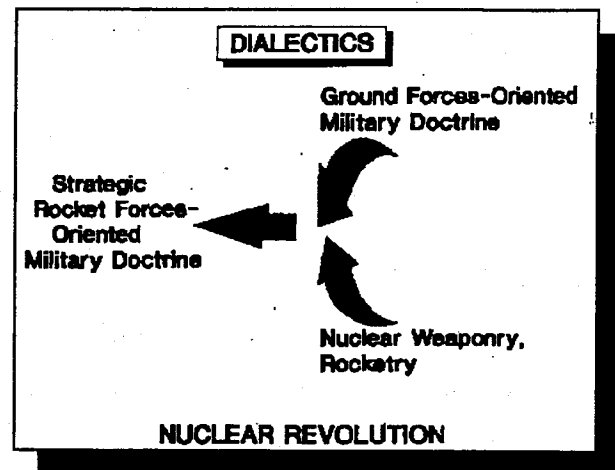 DIALECTICS
Ground Forces-Oriented
Military Doctrine
Strategic
Rocket Forces-
Oriented
Military Doctrine
Nuclear Weaponry,
Rocketry
NUCLEAR REVOLUTION